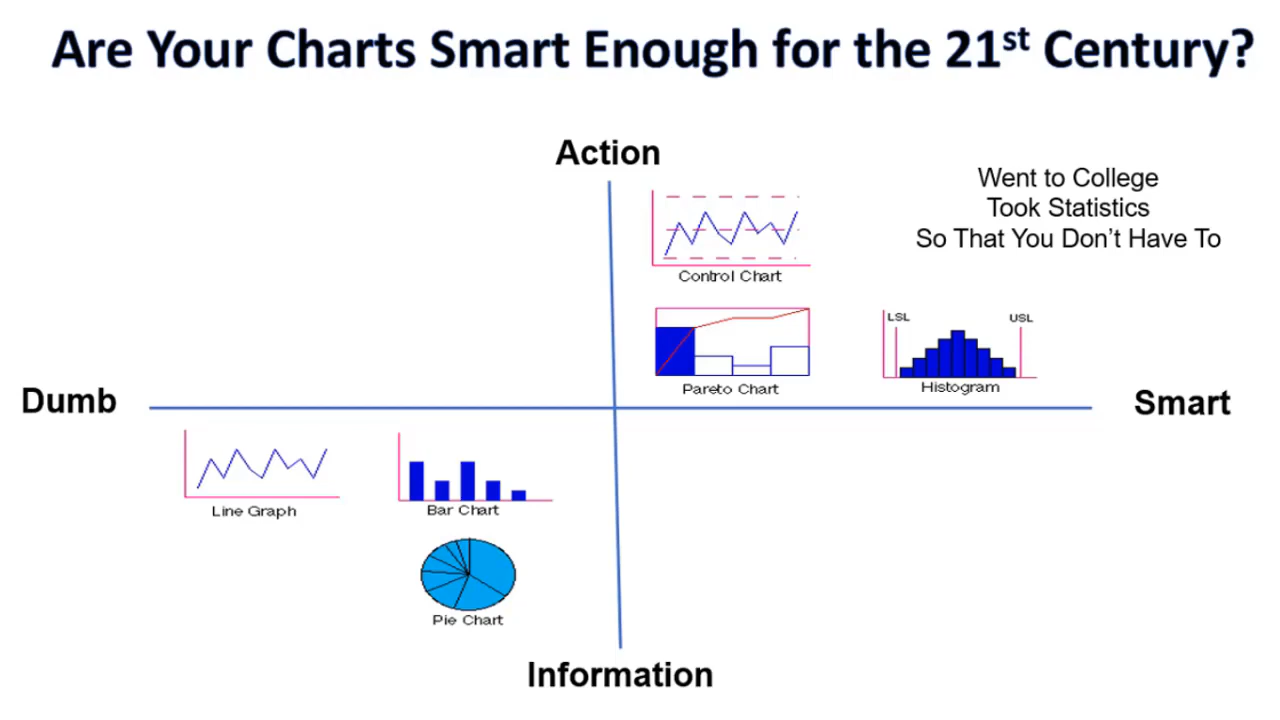 Are Your Charts Smart Enough for the 21st Century?
Action
Went to College
Took Statistics
So That You Don't Have To
Control Chart
LSL
USL
Pareto Chart
Histogram
Dumb
Smart
Line Graph
Bar Chart
Pie Chart
Information